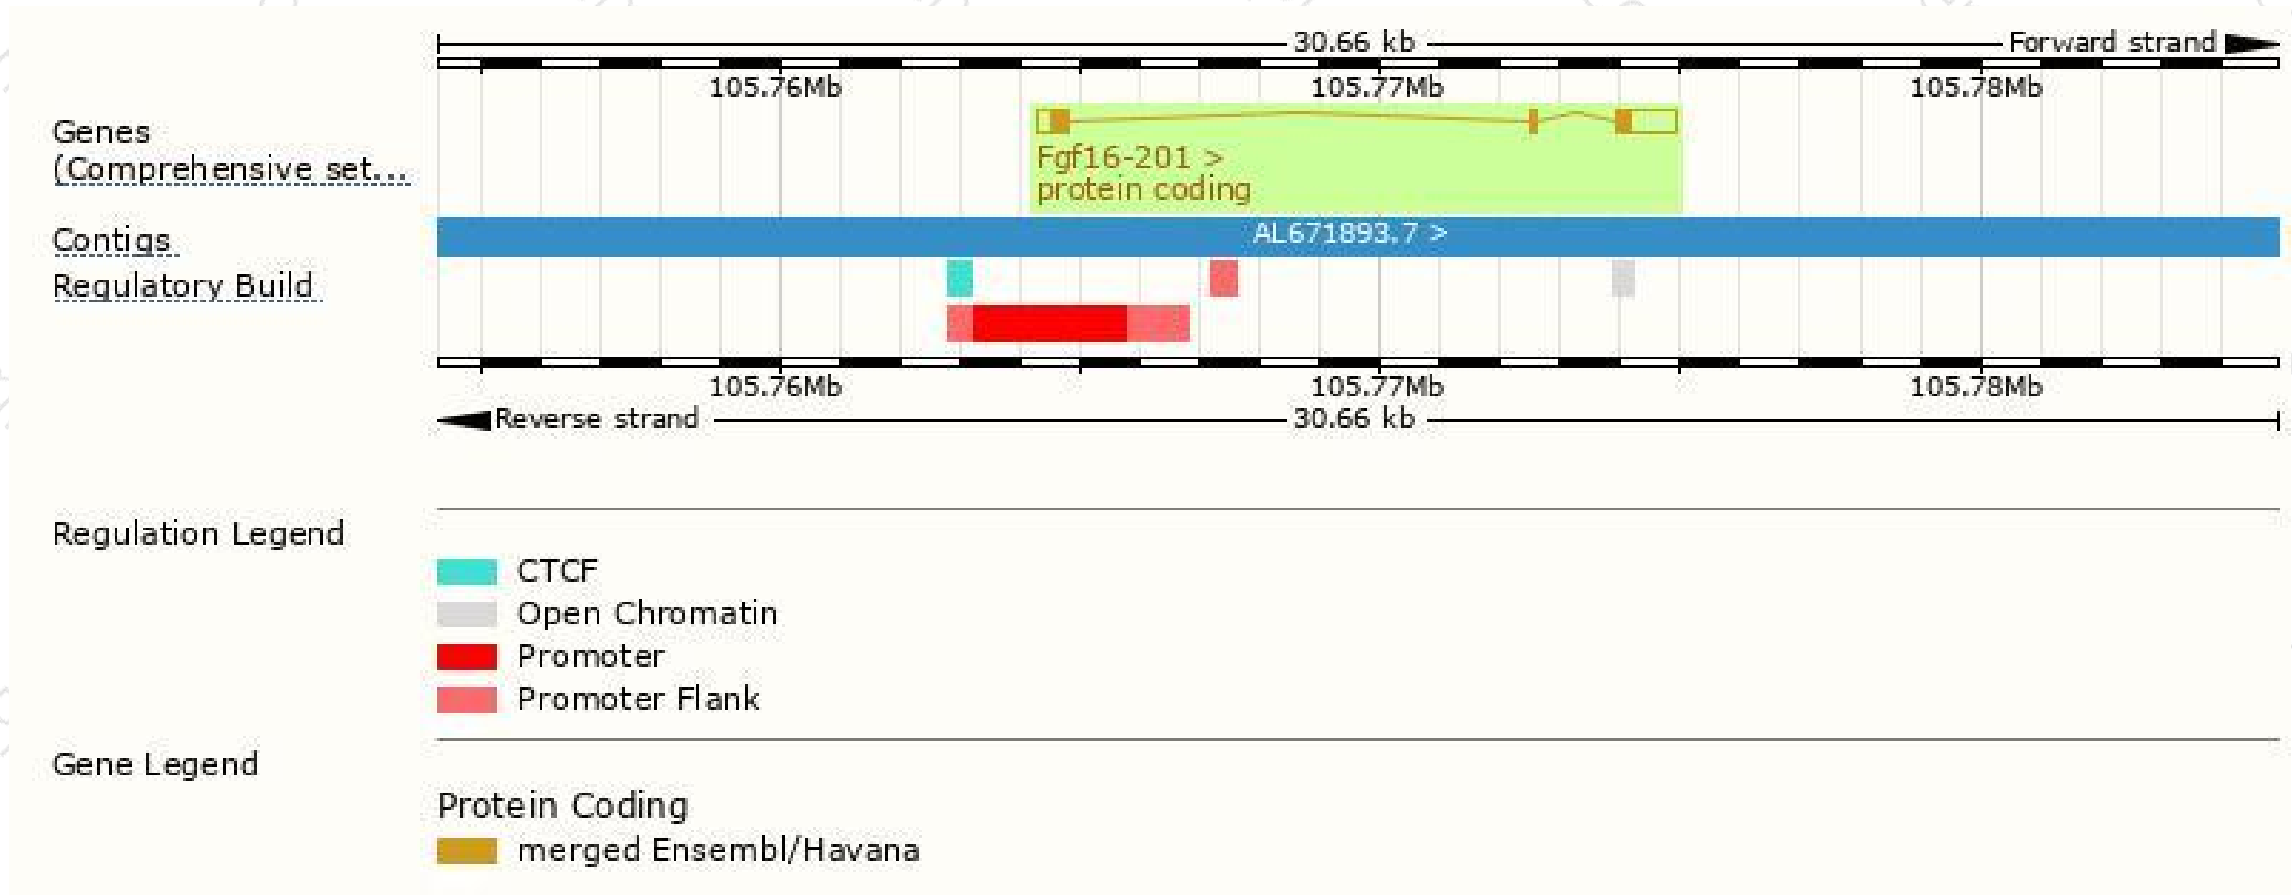 30.66 kb Forward strand
105.76Mb 105.77Mb 105.78Mb
Genes
(Comprehensive set...
Fgf16-201 >
protein coding
Contigs
AL671893.7 >
Regulatory Build
105.76Mb 105.77Mb 105.78Mb
Reverse strand 30.66 kb
Regulation Legend
CTCF
Open Chromatin
Promoter
Promoter Flank
Gene Legend
Protein Coding
merged Ensembl/Havana